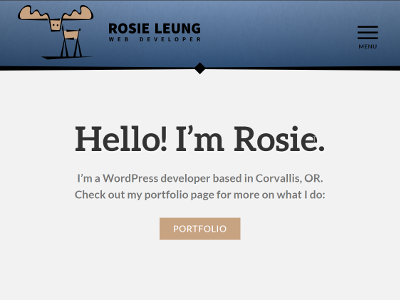 ROSIE LEUNG
WEB DEVELOPER
MENU
Hello! I'm Rosie.
I'm a WordPress developer based in Corvallis, OR.
Check out my portfolio page for more on what I do:
PORTFOLIO